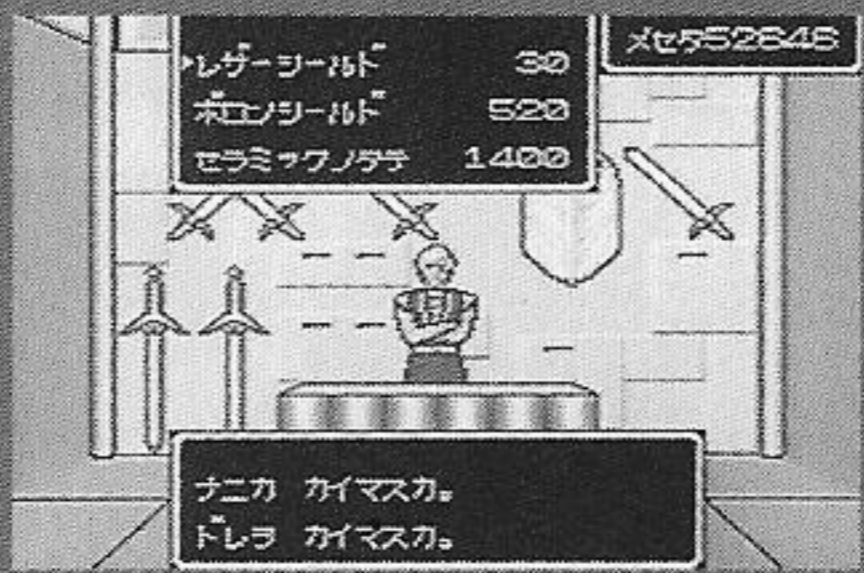 メセタ52848
レザーシールド 30
ボロンシールド 520
セラミックノタテ 1400
ナニカ カイマスカ。
ドレヲ カイマスカ。